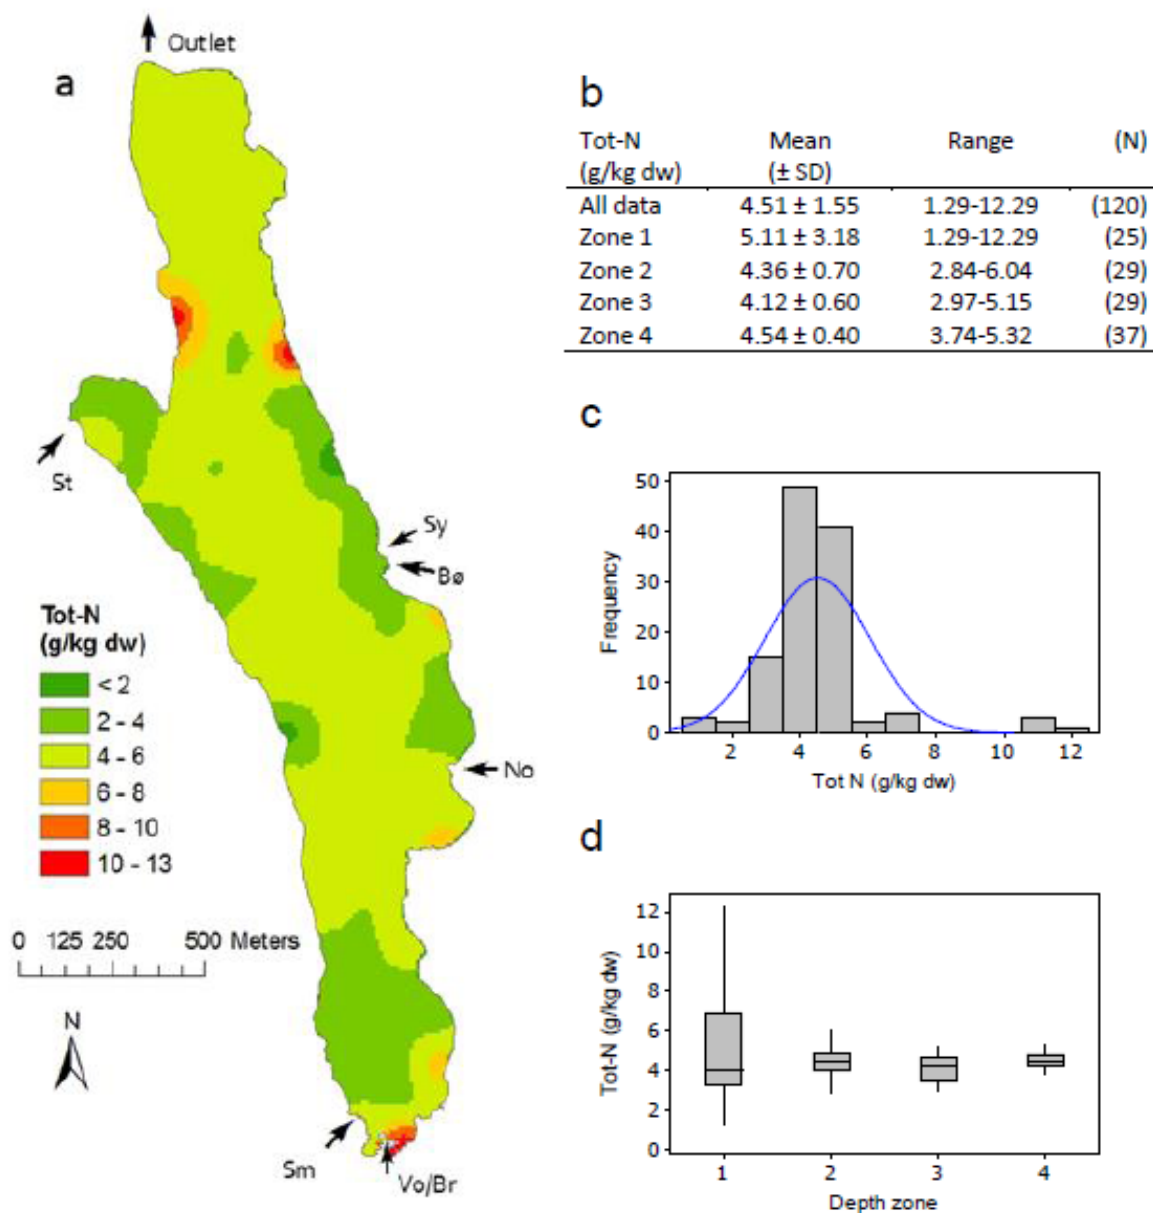 a
Outlet
St
Sy
Bø
No
Sm
Vo/Br
Tot-N
(g/kg dw)
< 2
2 - 4
4 - 6
6 - 8
8 - 10
10 - 13
0 125 250 500 Meters
N
b
Tot-N Mean Range (N)
(g/kg dw) (± SD)
All data 4.51 ± 1.55 1.29-12.29 (120)
Zone 1 5.11 ± 3.18 1.29-12.29 (25)
Zone 2 4.36 ± 0.70 2.84-6.04 (29)
Zone 3 4.12 ± 0.60 2.97-5.15 (29)
Zone 4 4.54 ± 0.40 3.74-5.32 (37)
c
Frequency
50
40
30
20
10
0
2 4 6 8 10 12
Tot N (g/kg dw)
d
Tot-N (g/kg dw)
12
10
8
6
4
2
0
1 2 3 4
Depth zone